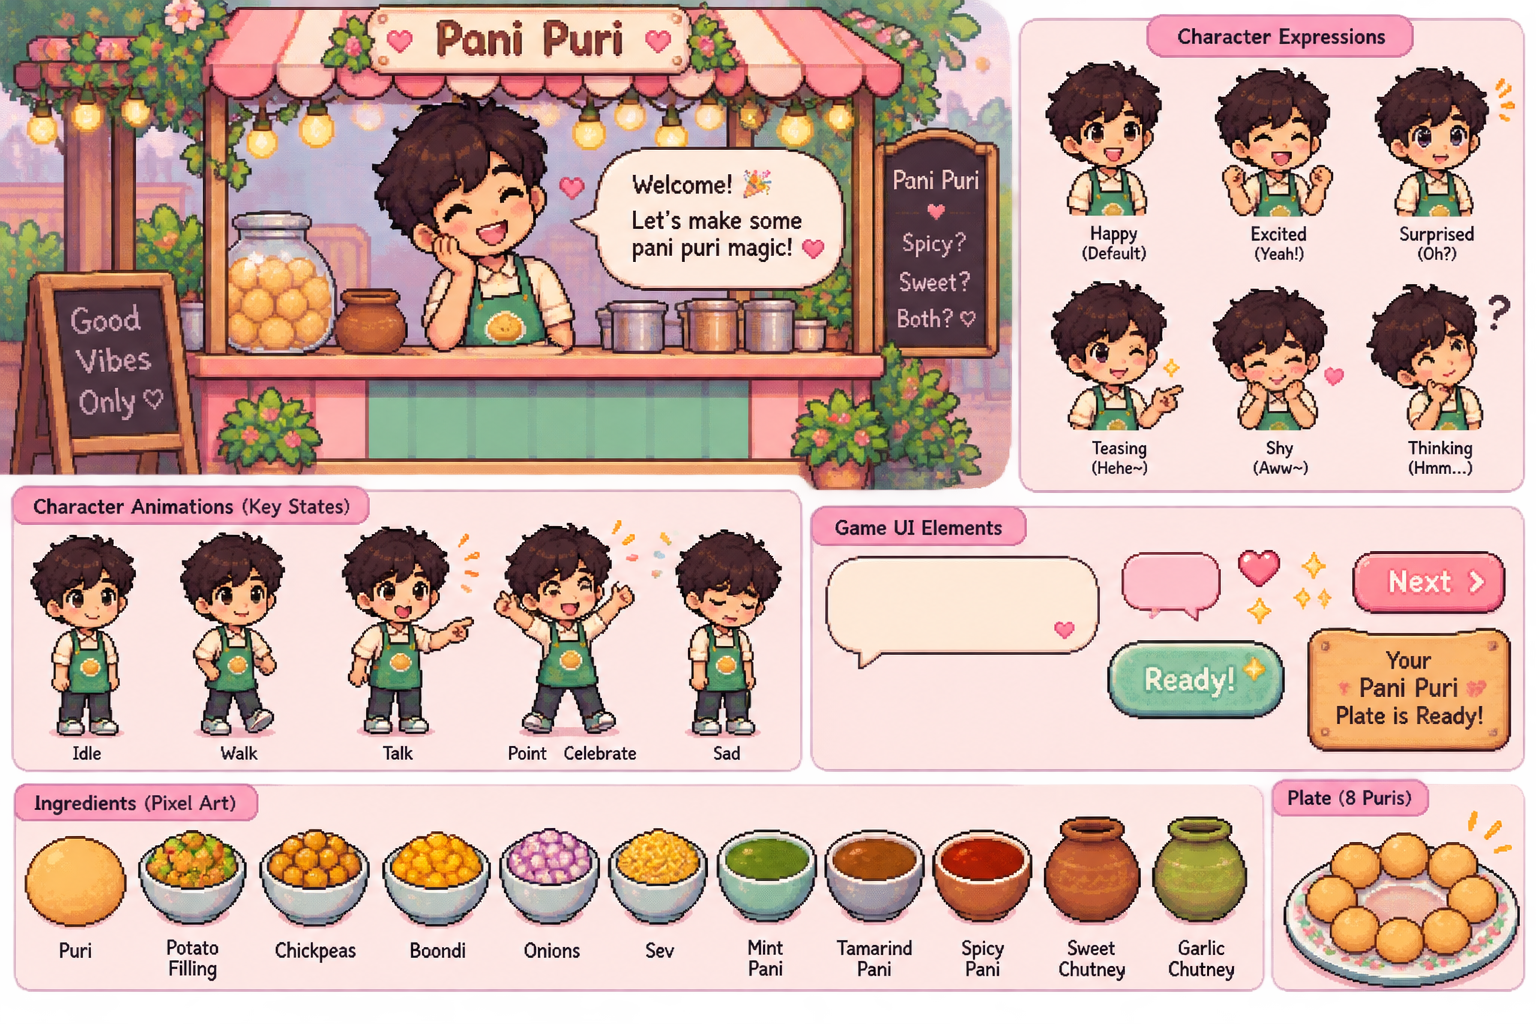 Pani Puri
Welcome! 🎉
Let's make some
pani puri magic!
Pani Puri
Spicy?
Sweet?
Both? ♡
Good
Vibes
Only ♡
Character Expressions
Happy
(Default)
Excited
(Yeah!)
Surprised
(Oh?)
?
Teasing
(Hehe~)
Shy
(Aww~)
Thinking
(Hmm...)
Character Animations (Key States)
Idle
Walk
Talk
Point Celebrate
Sad
Game UI Elements
Next >
Ready!
Your
Pani Puri
Plate is Ready!
Ingredients (Pixel Art)
Puri
Potato
Filling
Chickpeas
Boondi
Onions
Sev
Mint
Pani
Tamarind
Pani
Spicy
Pani
Sweet
Chutney
Garlic
Chutney
Plate (8 Puris)